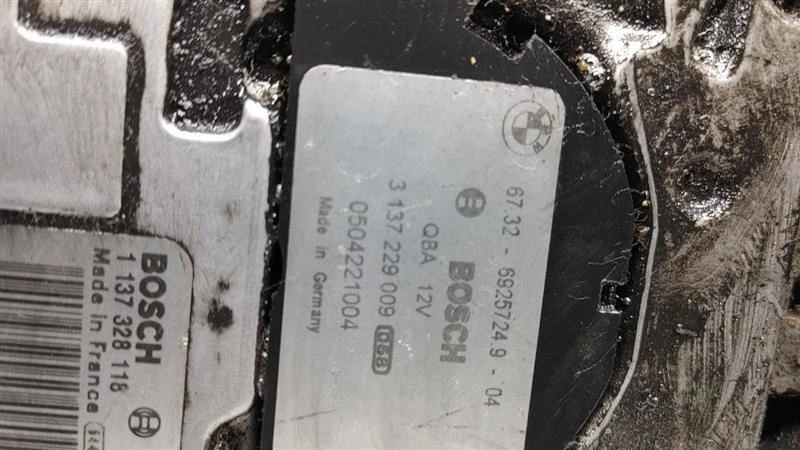 67.32 - 6925724.9 - 04
BOSCH
QBA 12V
3 137 229 009 058
0504221004
Made in Germany
BOSCH
1 137 328 118
Made in France